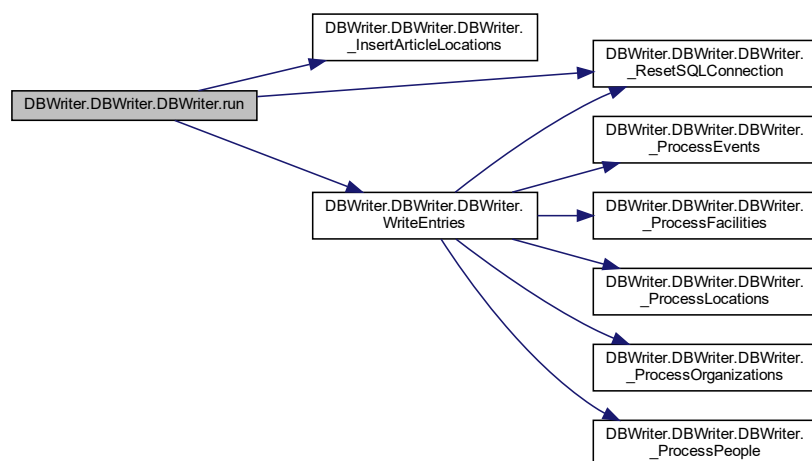 DBWriter.DBWriter.DBWriter.
_InsertArticleLocations
DBWriter.DBWriter.DBWriter.
_ResetSQLConnection
DBWriter.DBWriter.DBWriter.run
DBWriter.DBWriter.DBWriter.
_ProcessEvents
DBWriter.DBWriter.DBWriter.
WriteEntries
DBWriter.DBWriter.DBWriter.
_ProcessFacilities
DBWriter.DBWriter.DBWriter.
_ProcessLocations
DBWriter.DBWriter.DBWriter.
_ProcessOrganizations
DBWriter.DBWriter.DBWriter.
_ProcessPeople